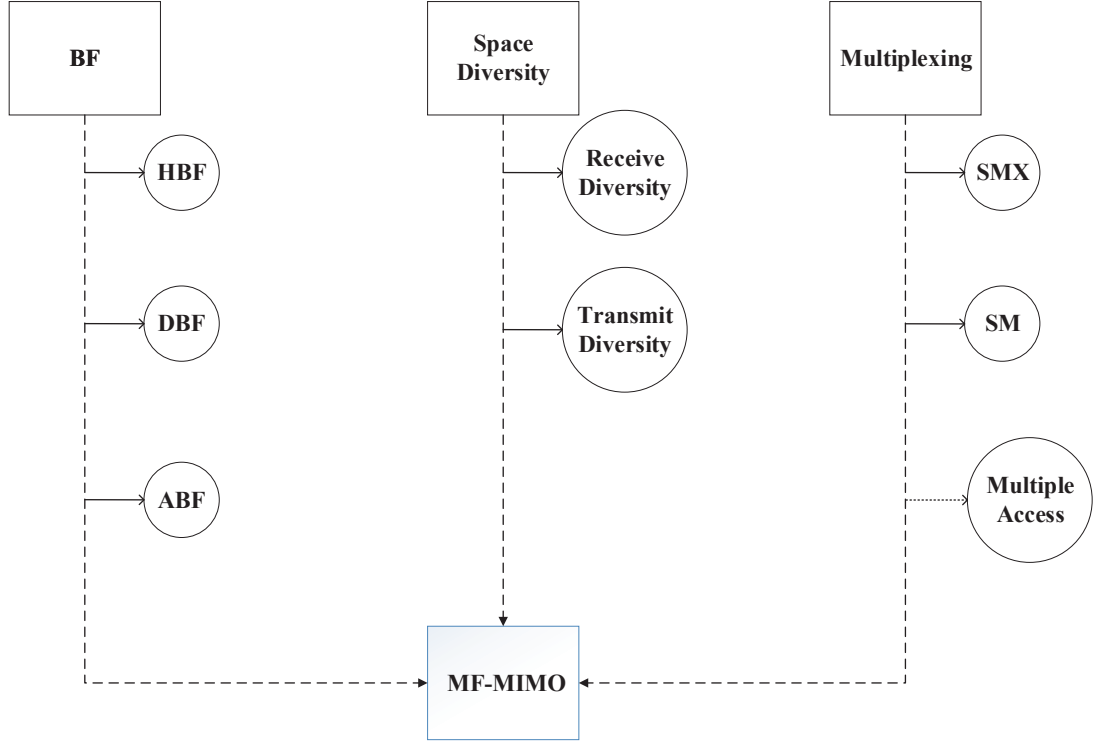 BF
HBF
DBF
ABF
Space
Diversity
Receive
Diversity
Transmit
Diversity
Multiplexing
SMX
SM
Multiple
Access
MF-MIMO